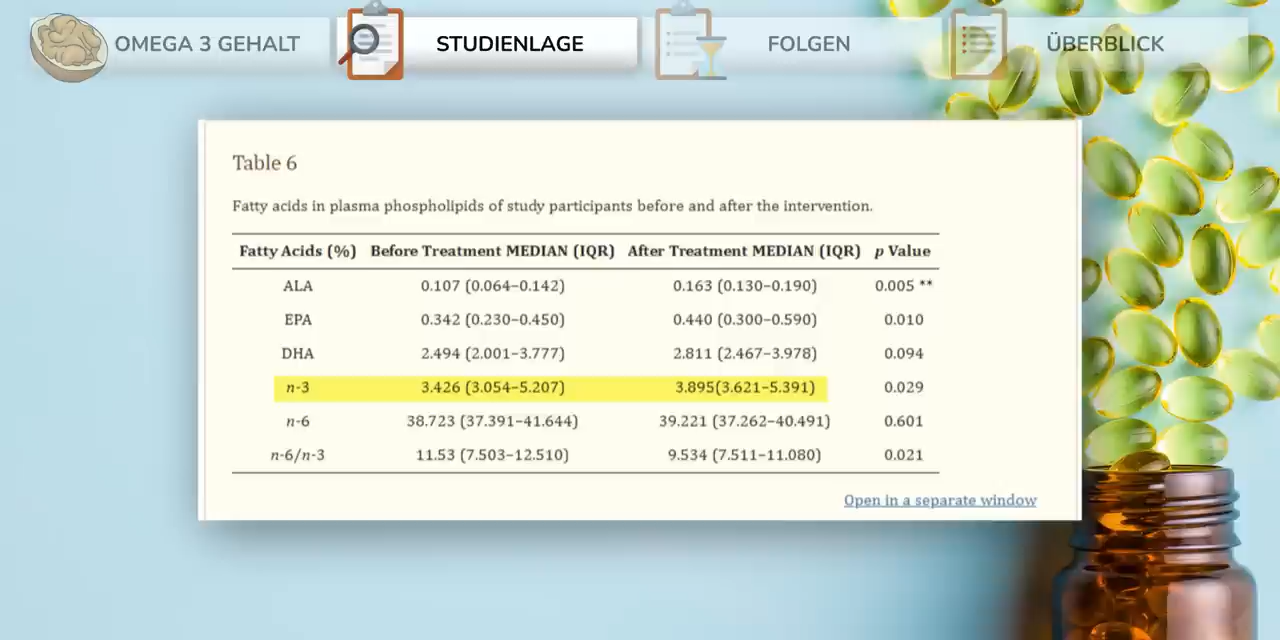 OMEGA 3 GEHALT STUDIENLAGE FOLGEN ÜBERBLICK
Table 6
Fatty acids in plasma phospholipids of study participants before and after the intervention.
Fatty Acids (%) Before Treatment MEDIAN (IQR) After Treatment MEDIAN (IQR) p Value
ALA 0.107 (0.064–0.142) 0.163 (0.130–0.190) 0.005 **
EPA 0.342 (0.230–0.450) 0.440 (0.300–0.590) 0.010
DHA 2.494 (2.001–3.777) 2.811 (2.467–3.978) 0.094
n-3 3.426 (3.054–5.207) 3.895(3.621–5.391) 0.029
n-6 38.723 (37.391–41.644) 39.221 (37.262–40.491) 0.601
n-6/n-3 11.53 (7.503–12.510) 9.534 (7.511–11.080) 0.021
Open in a separate window